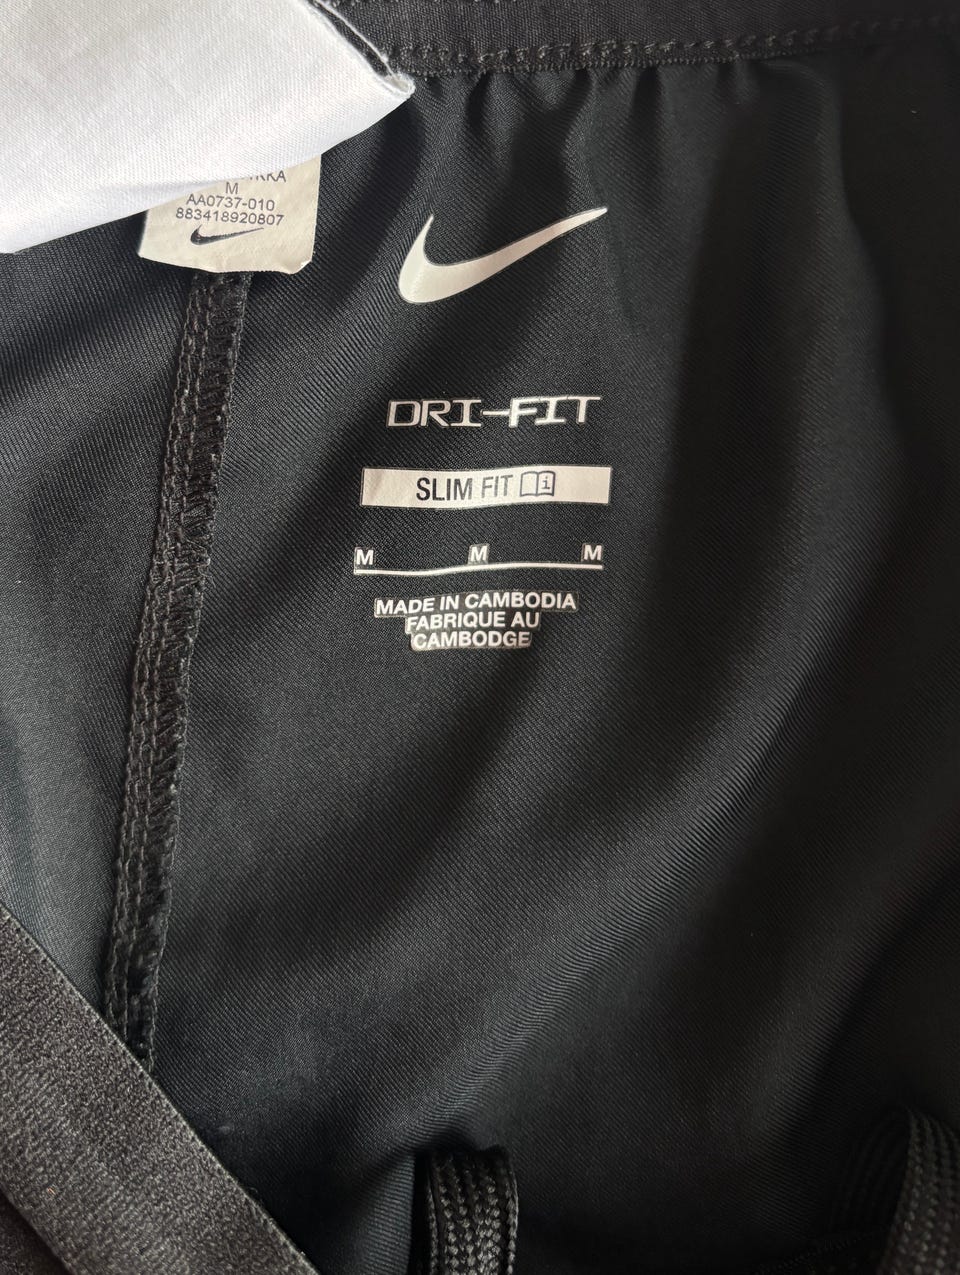 M
AA0737-010
883418920807
DRI-FIT
SLIM FIT i
M M M
MADE IN CAMBODIA
FABRIQUE AU
CAMBODGE